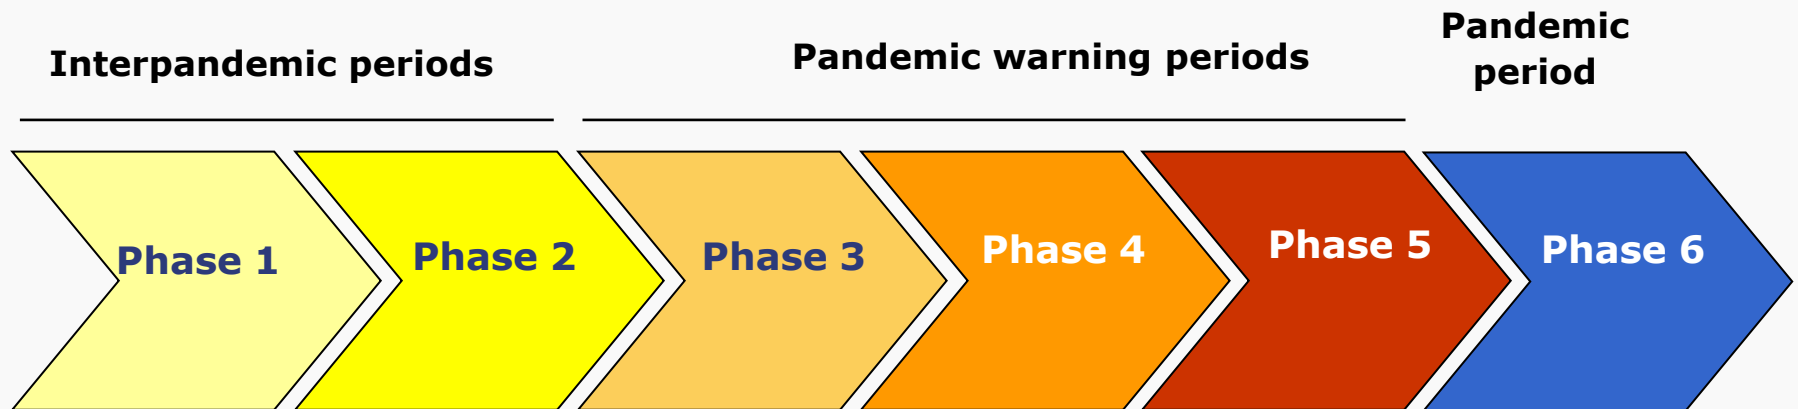 Interpandemic periods
Pandemic warning periods
Pandemic
period
Phase 1
Phase 2
Phase 3
Phase 4
Phase 5
Phase 6